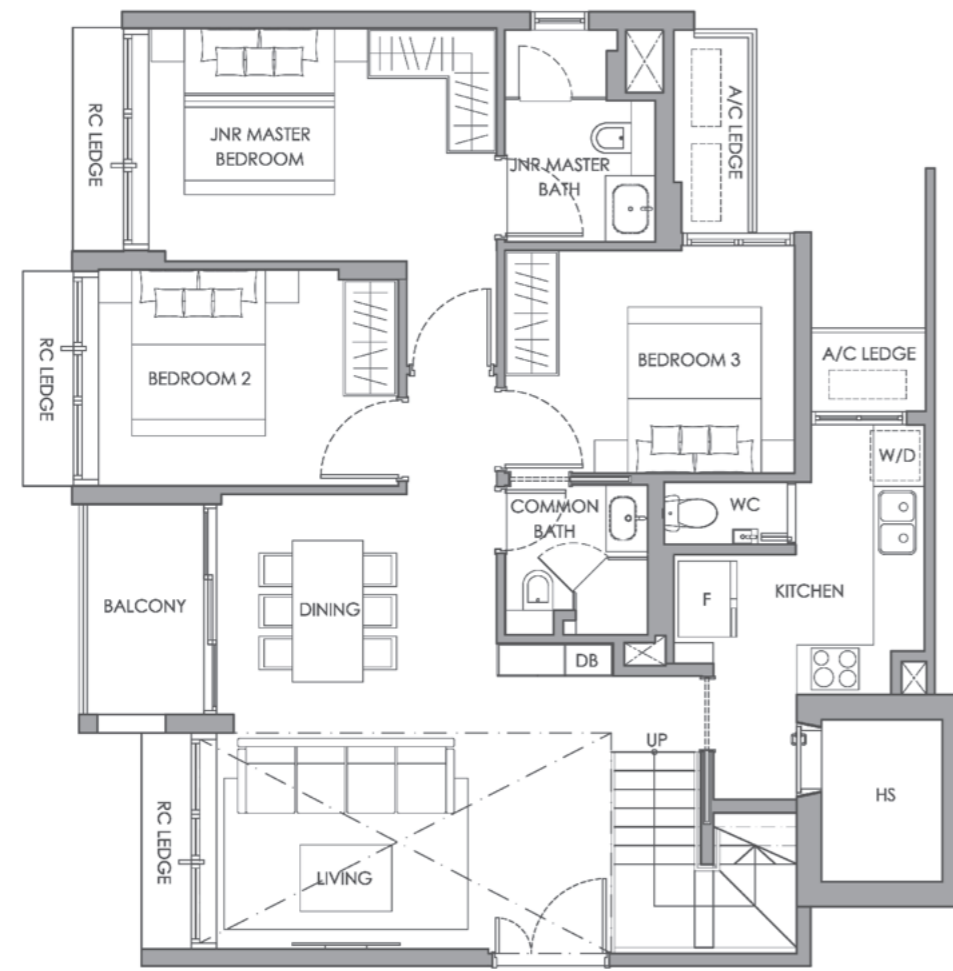 RC LEDGE
JNR MASTER
BEDROOM
JNR MASTER
BATH
A/C LEDGE
RC LEDGE
BEDROOM 2
BEDROOM 3
A/C LEDGE
W/D
COMMON
BATH
WC
BALCONY
DINING
F
KITCHEN
DB
UP
RC LEDGE
LIVING
HS